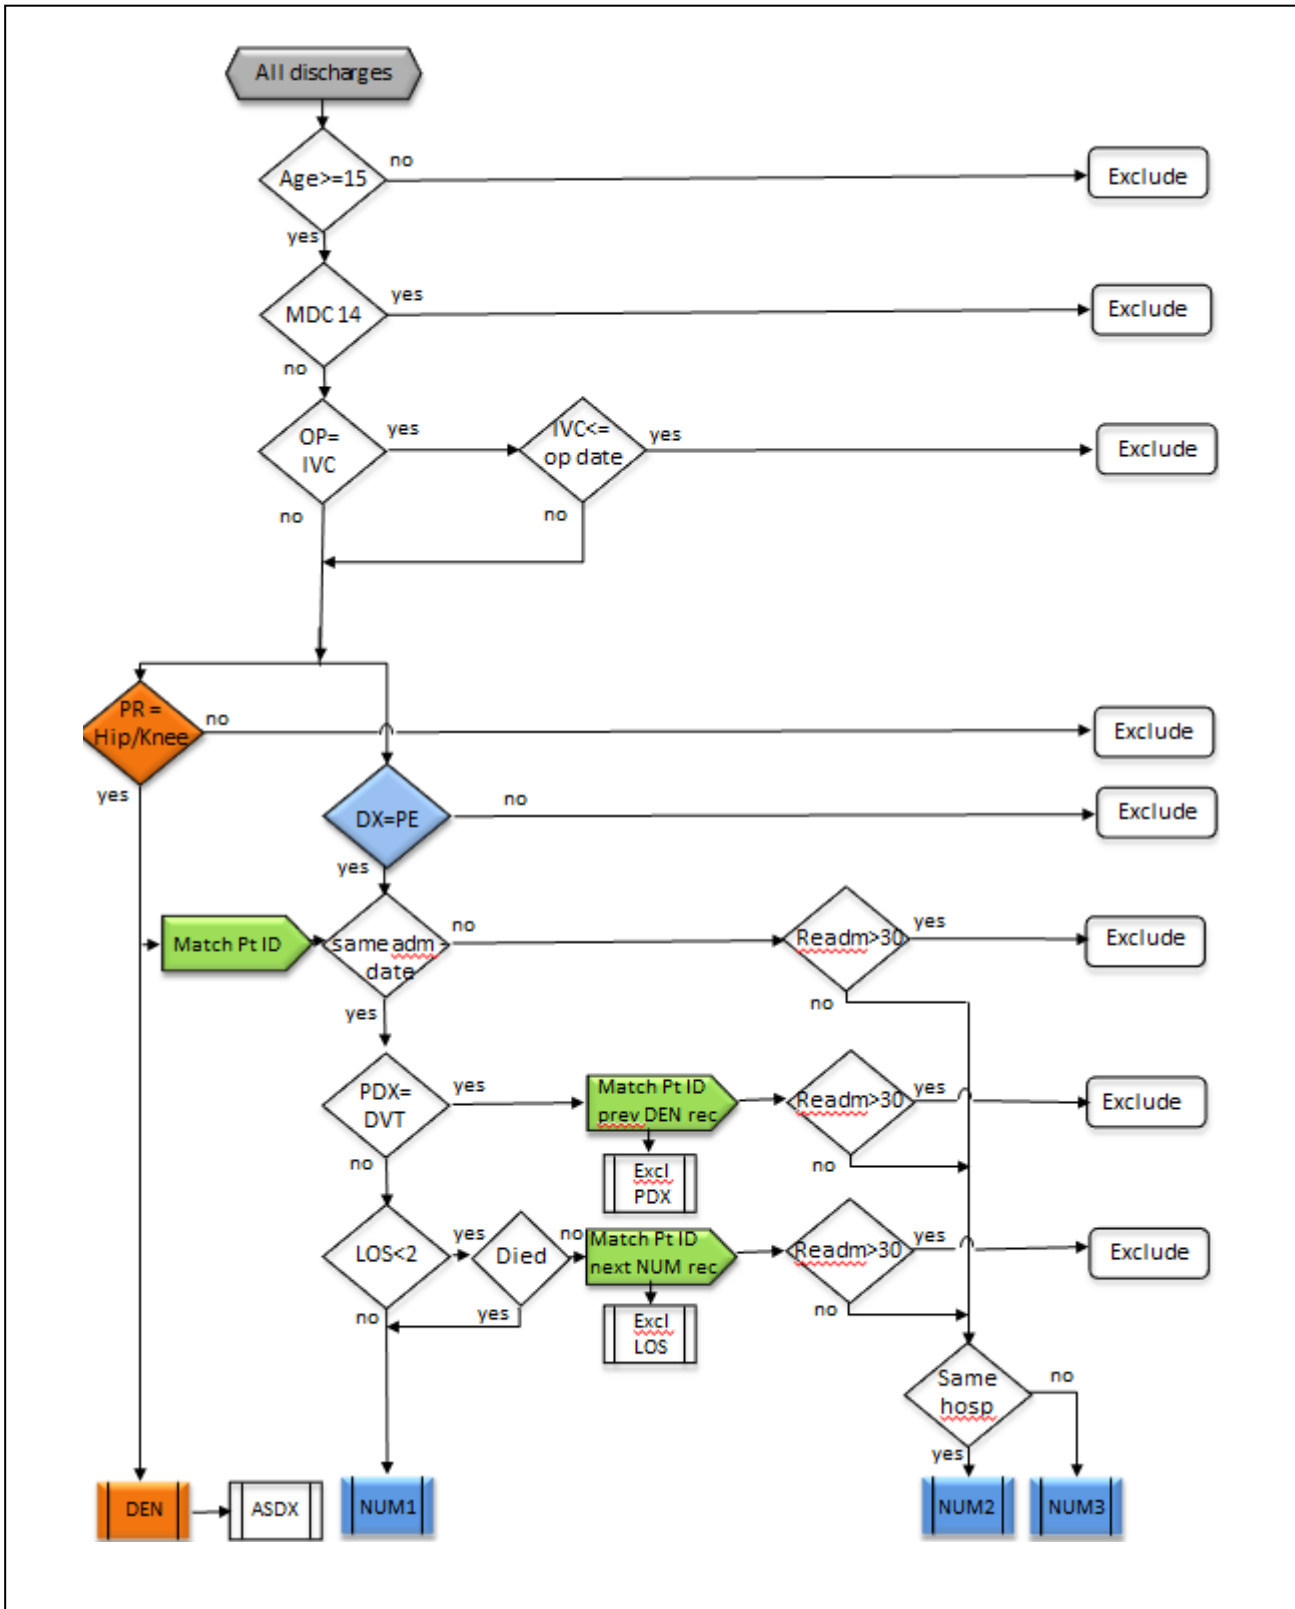 All discharges
Age>=15
no
Exclude
yes
MDC 14
yes
Exclude
no
OP=
IVC
yes
IVC<=
op date
yes
Exclude
no
no
PR =
Hip/Knee
no
Exclude
yes
DX=PE
no
Exclude
yes
Match Pt ID
same adm -
date
no
Readm>30
yes
Exclude
no
yes
PDX=
DVT
yes
Match Pt ID
prev DEN rec
Readm>30
yes
Exclude
no
no
Excl
PDX
LOS<2
yes
Died
no
Match Pt ID
next NUM rec
Readm>30
yes
Exclude
no
no
yes
Excl
LOS
Same
hosp
no
yes
DEN
ASDX
NUM1
NUM2
NUM3